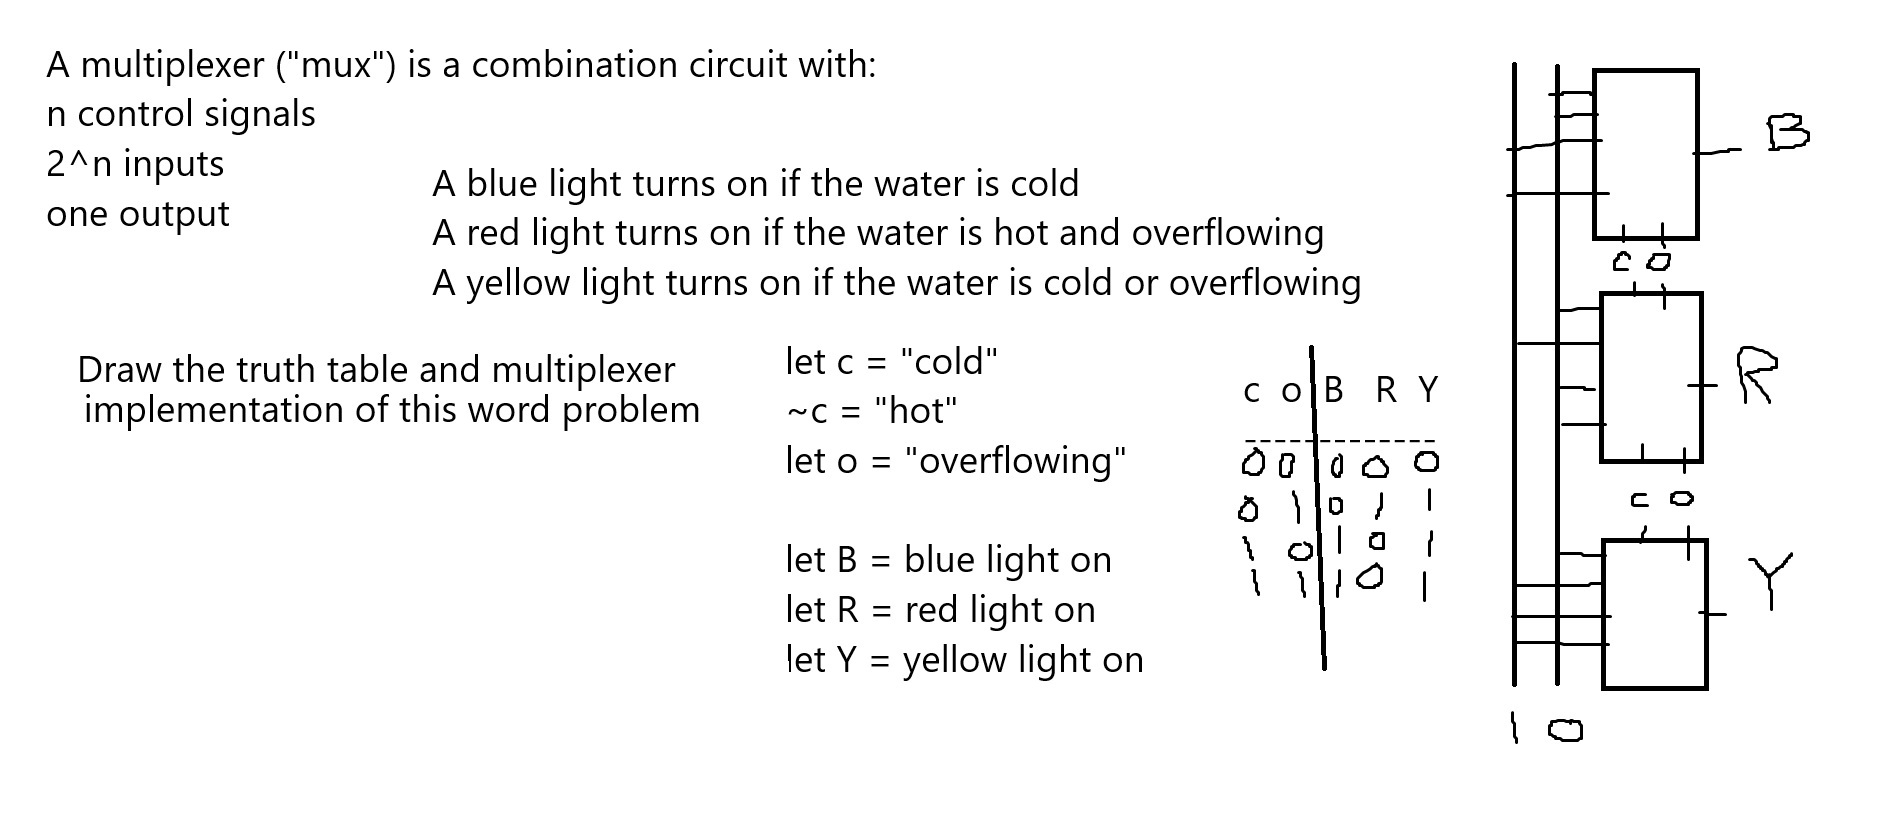 A multiplexer ("mux") is a combination circuit with:
n control signals
2^n inputs
one output
A blue light turns on if the water is cold
A red light turns on if the water is hot and overflowing
A yellow light turns on if the water is cold or overflowing
Draw the truth table and multiplexer
implementation of this word problem
let c = "cold"
~c = "hot"
let o = "overflowing"
let B = blue light on
let R = red light on
let Y = yellow light on
c o B R Y
-----------
0 0 0 0 0
0 1 0 1 1
1 0 1 0 1
1 1 1 0 1
B
c o
R
c o
Y
1 0